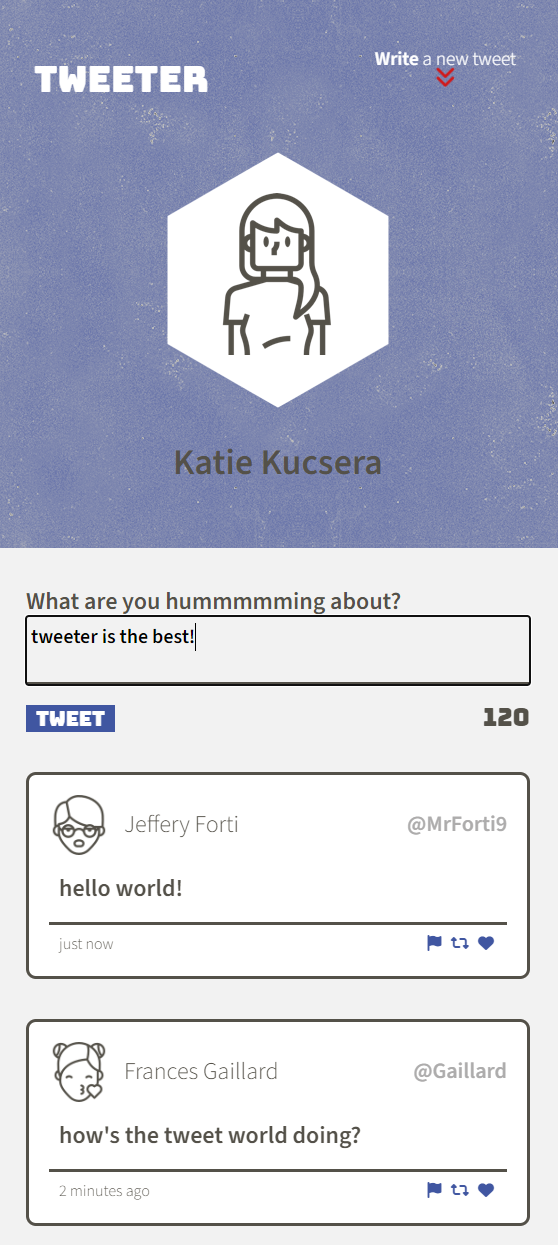 TWEETER
Write a new tweet
Katie Kucsera
What are you hummmmming about?
tweeter is the best!
TWEET
120
Jeffery Forti
@MrForti9
hello world!
just now
Frances Gaillard
@Gaillard
how's the tweet world doing?
2 minutes ago